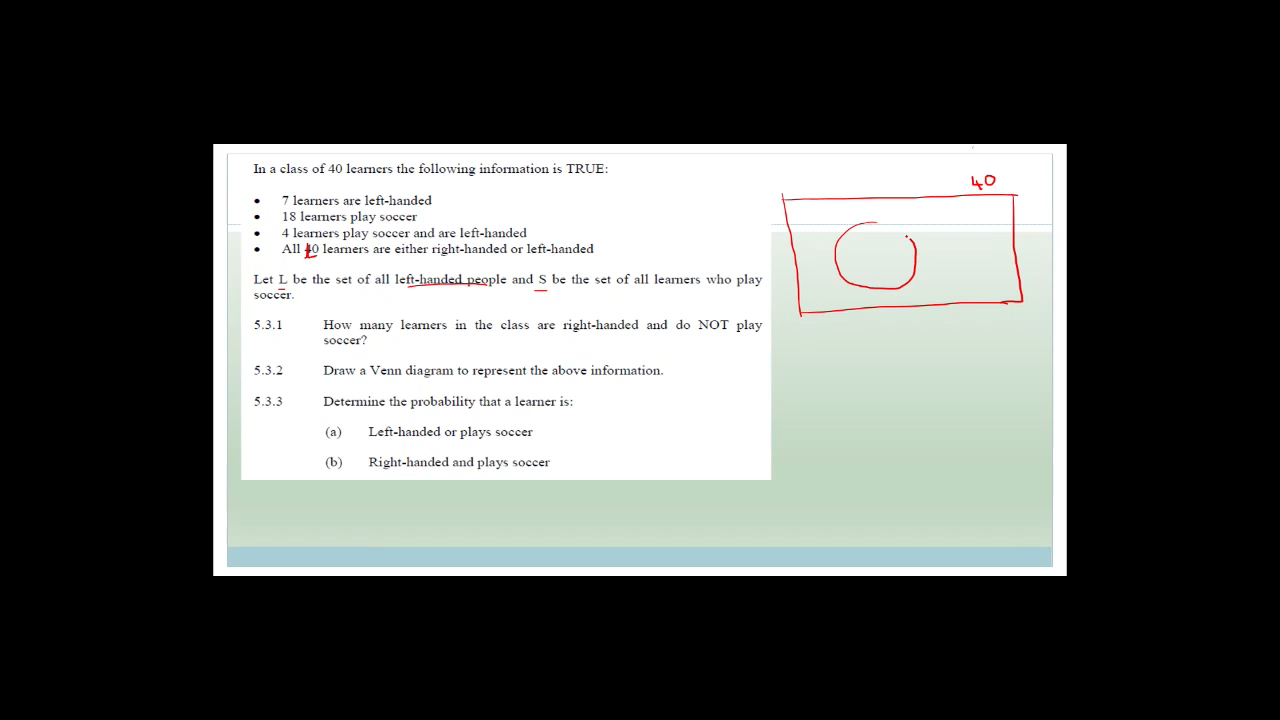 In a class of 40 learners the following information is TRUE:
• 7 learners are left-handed
• 18 learners play soccer
• 4 learners play soccer and are left-handed
• All 40 learners are either right-handed or left-handed
Let L be the set of all left-handed people and S be the set of all learners who play
soccer.
5.3.1 How many learners in the class are right-handed and do NOT play
soccer?
5.3.2 Draw a Venn diagram to represent the above information.
5.3.3 Determine the probability that a learner is:
(a) Left-handed or plays soccer
(b) Right-handed and plays soccer
40